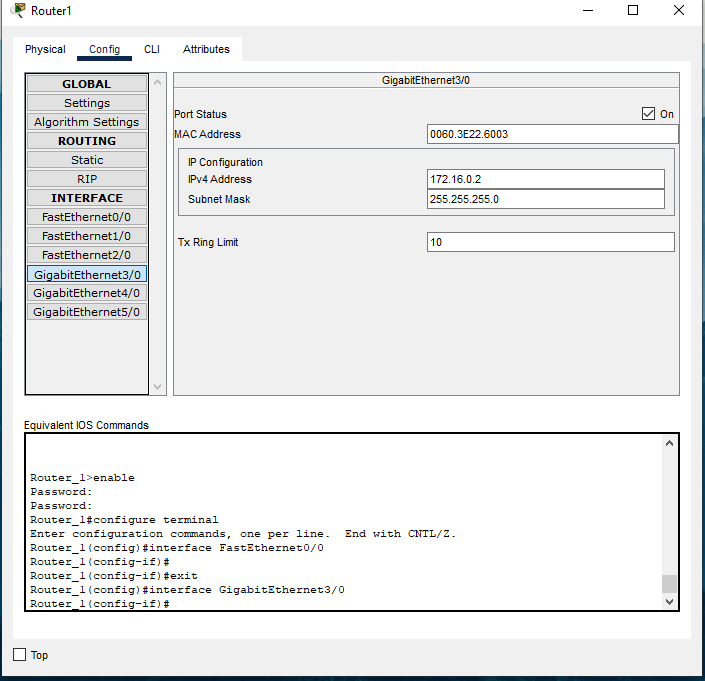 Router1
Physical Config CLI Attributes
GLOBAL
Settings
Algorithm Settings
ROUTING
Static
RIP
INTERFACE
FastEthernet0/0
FastEthernet1/0
FastEthernet2/0
GigabitEthernet3/0
GigabitEthernet4/0
GigabitEthernet5/0
GigabitEthernet3/0
Port Status On
MAC Address 0060.3E22.6003
IP Configuration
IPv4 Address 172.16.0.2
Subnet Mask 255.255.255.0
Tx Ring Limit 10
Equivalent IOS Commands
Router_1>enable
Password:
Password:
Router_1#configure terminal
Enter configuration commands, one per line. End with CNTL/Z.
Router_1(config)#interface FastEthernet0/0
Router_1(config-if)#
Router_1(config-if)#exit
Router_1(config)#interface GigabitEthernet3/0
Router_1(config-if)#
Top